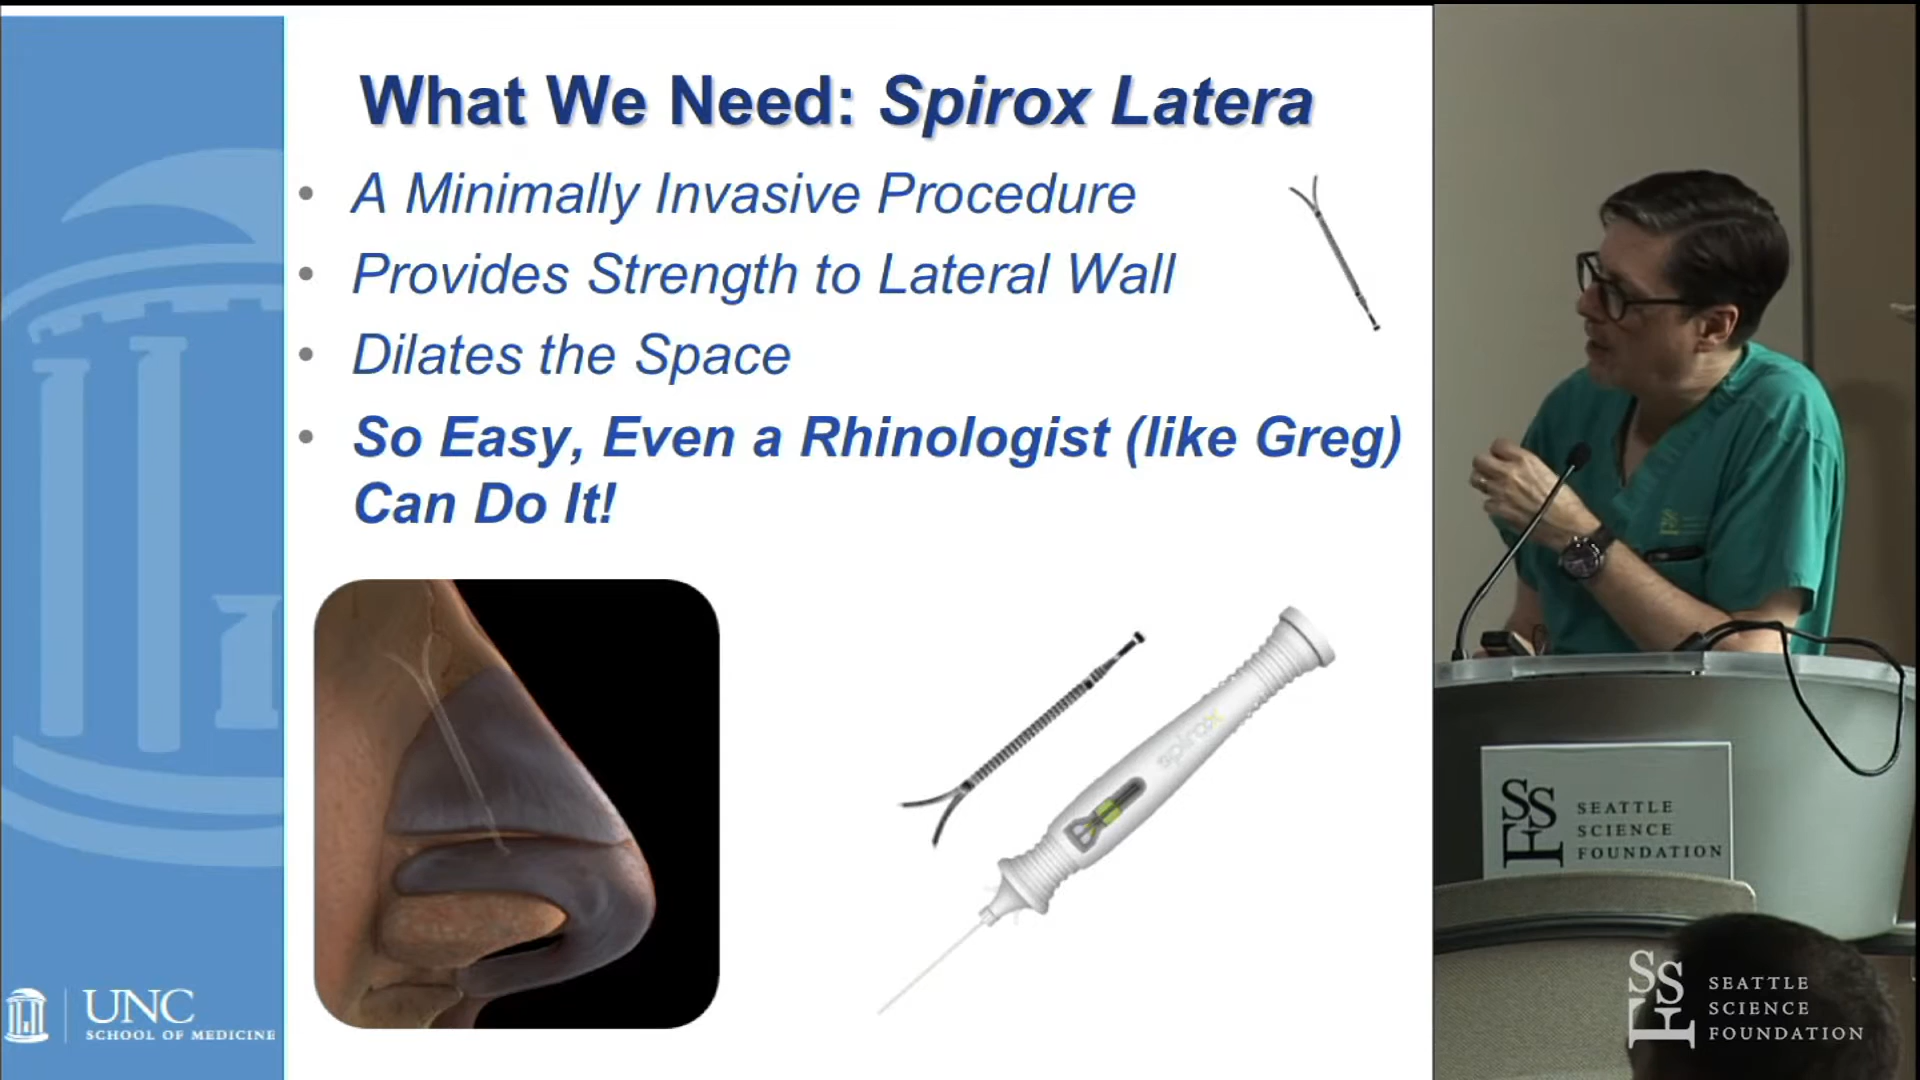 What We Need: Spirox Latera
• A Minimally Invasive Procedure
• Provides Strength to Lateral Wall
• Dilates the Space
• So Easy, Even a Rhinologist (like Greg)
Can Do It!
spirox
UNC
SCHOOL OF MEDICINE
SSF
SEATTLE
SCIENCE
FOUNDATION
SSF
SEATTLE
SCIENCE
FOUNDATION